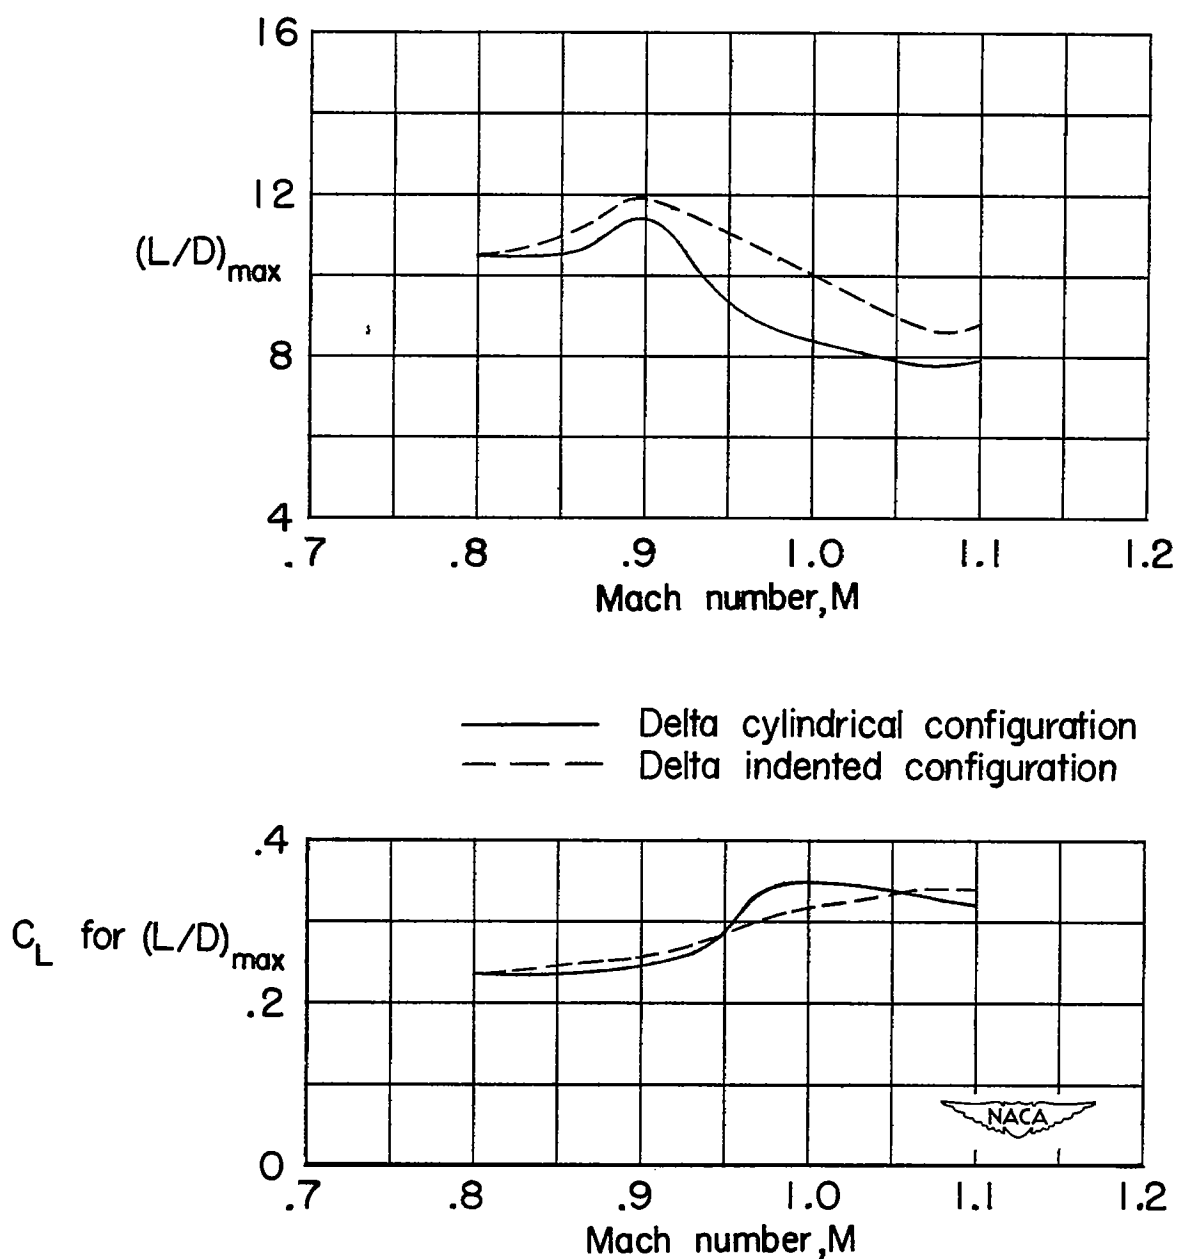 16
12
(L/D)max
8
4
.7 .8 .9 1.0 1.1 1.2
Mach number, M
Delta cylindrical configuration
Delta indented configuration
.4
CL for (L/D)max
.2
NACA
0
.7 .8 .9 1.0 1.1 1.2
Mach number, M